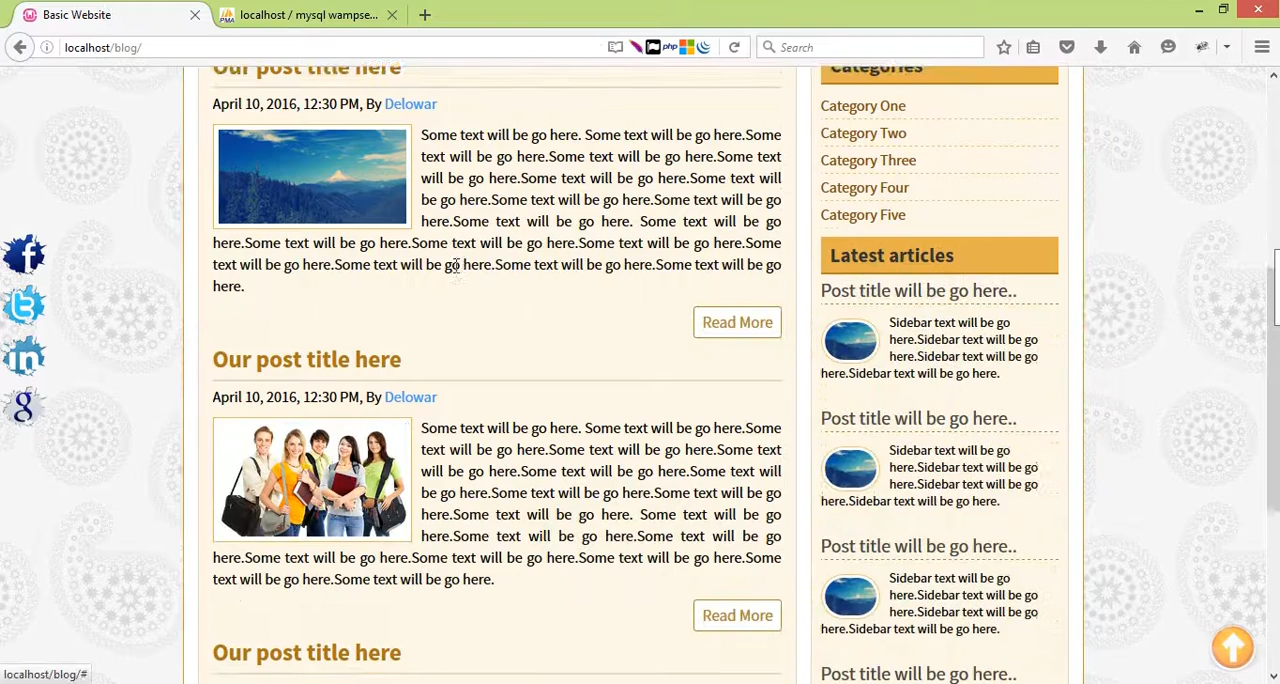 Basic Website
localhost / mysql wampse...
localhost/blog/
php
Search
Our post title here
April 10, 2016, 12:30 PM, By Delowar
Some text will be go here. Some text will be go here.Some
text will be go here.Some text will be go here.Some text
will be go here.Some text will be go here.Some text will
be go here.Some text will be go here.Some text will be go
here.Some text will be go here. Some text will be go
here.Some text will be go here.Some text will be go here.Some text will be go here.Some
text will be go here.Some text will be go here.Some text will be go here.Some text will be go
here.
Read More
Our post title here
April 10, 2016, 12:30 PM, By Delowar
Some text will be go here. Some text will be go here.Some
text will be go here.Some text will be go here.Some text
will be go here.Some text will be go here.Some text will
be go here.Some text will be go here.Some text will be go
here.Some text will be go here. Some text will be go
here.Some text will be go here.Some text will be go
here.Some text will be go here.Some text will be go here.Some text will be go here.Some
text will be go here.Some text will be go here.
Read More
Our post title here
Categories
Category One
Category Two
Category Three
Category Four
Category Five
Latest articles
Post title will be go here..
Sidebar text will be go
here.Sidebar text will be go
here.Sidebar text will be go
here.Sidebar text will be go here.
Post title will be go here..
Sidebar text will be go
here.Sidebar text will be go
here.Sidebar text will be go
here.Sidebar text will be go here.
Post title will be go here..
Sidebar text will be go
here.Sidebar text will be go
here.Sidebar text will be go
here.Sidebar text will be go here.
Post title will be go here..
localhost/blog/#